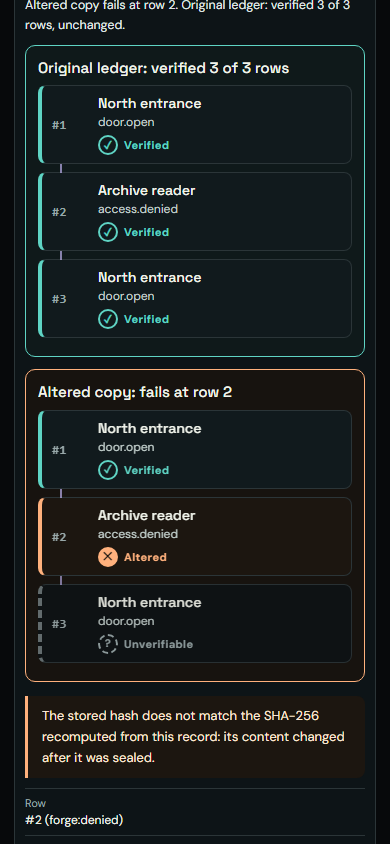 Altered copy fails at row 2. Original ledger: verified 3 of 3
rows, unchanged.
Original ledger: verified 3 of 3 rows
#1
North entrance
door.open
Verified
#2
Archive reader
access.denied
Verified
#3
North entrance
door.open
Verified
Altered copy: fails at row 2
#1
North entrance
door.open
Verified
#2
Archive reader
access.denied
Altered
#3
North entrance
door.open
? Unverifiable
The stored hash does not match the SHA-256
recomputed from this record: its content changed
after it was sealed.
Row
#2 (forge:denied)